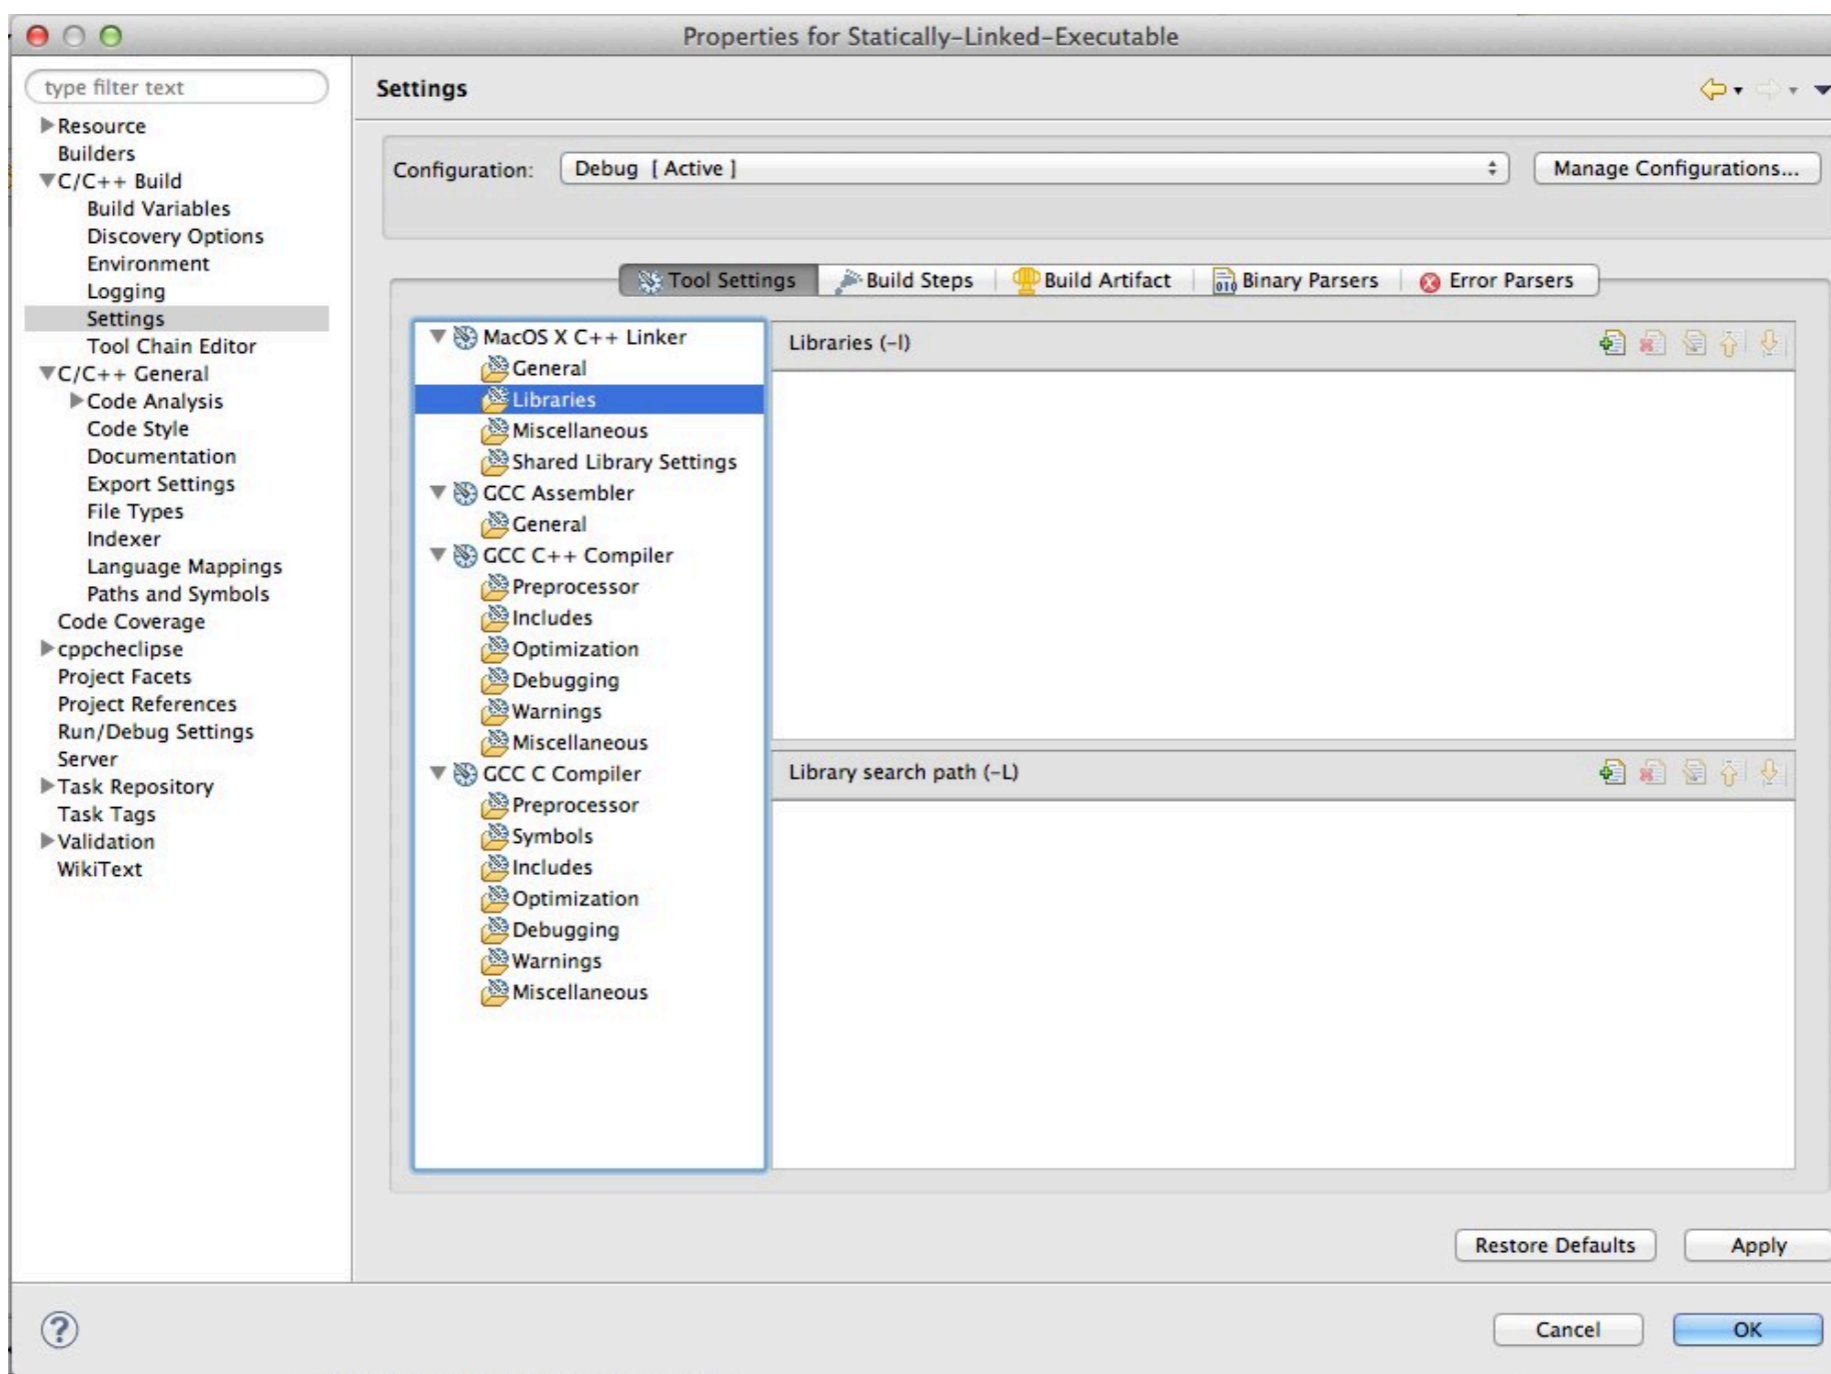 Properties for Statically-Linked-Executable
type filter text
Resource
Builders
C/C++ Build
Build Variables
Discovery Options
Environment
Logging
Settings
Tool Chain Editor
C/C++ General
Code Analysis
Code Style
Documentation
Export Settings
File Types
Indexer
Language Mappings
Paths and Symbols
Code Coverage
cppcheclipse
Project Facets
Project References
Run/Debug Settings
Server
Task Repository
Task Tags
Validation
WikiText
Settings
Configuration: Debug [ Active ] Manage Configurations...
Tool Settings Build Steps Build Artifact Binary Parsers Error Parsers
MacOS X C++ Linker
General
Libraries
Miscellaneous
Shared Library Settings
GCC Assembler
General
GCC C++ Compiler
Preprocessor
Includes
Optimization
Debugging
Warnings
Miscellaneous
GCC C Compiler
Preprocessor
Symbols
Includes
Optimization
Debugging
Warnings
Miscellaneous
Libraries (-l)
Library search path (-L)
Restore Defaults Apply
? Cancel OK